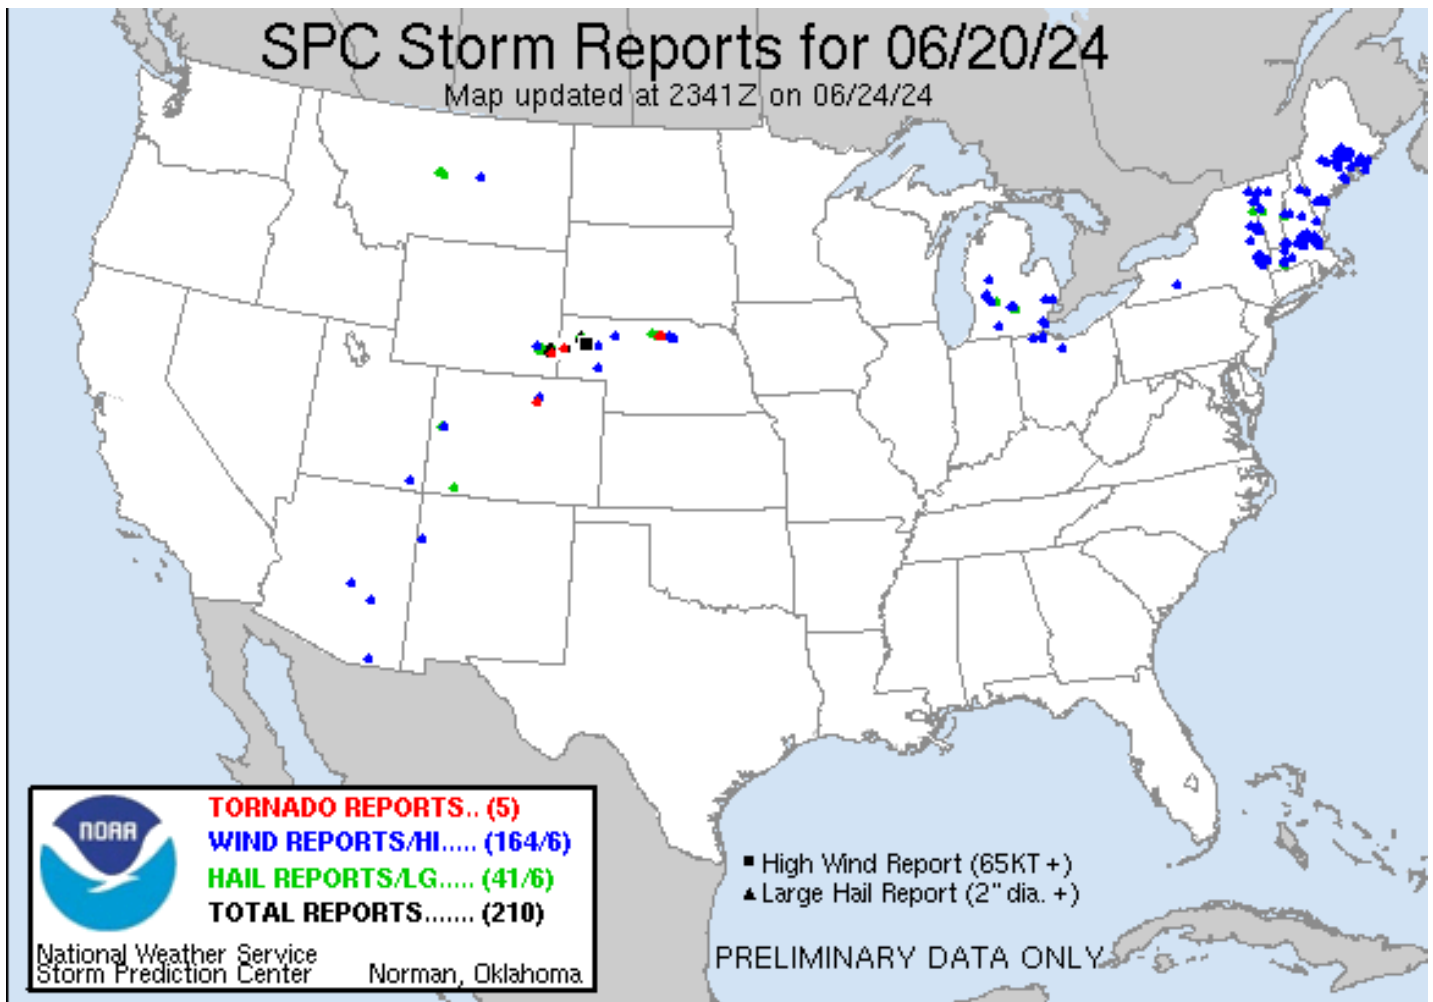 SPC Storm Reports for 06/20/24
Map updated at 2341Z on 06/24/24
NOAA
TORNADO REPORTS.. (5)
WIND REPORTS/HI..... (164/6)
HAIL REPORTS/LG..... (41/6)
TOTAL REPORTS....... (210)
National Weather Service
Storm Prediction Center Norman, Oklahoma
High Wind Report (65KT +)
Large Hail Report (2" dia. +)
PRELIMINARY DATA ONLY